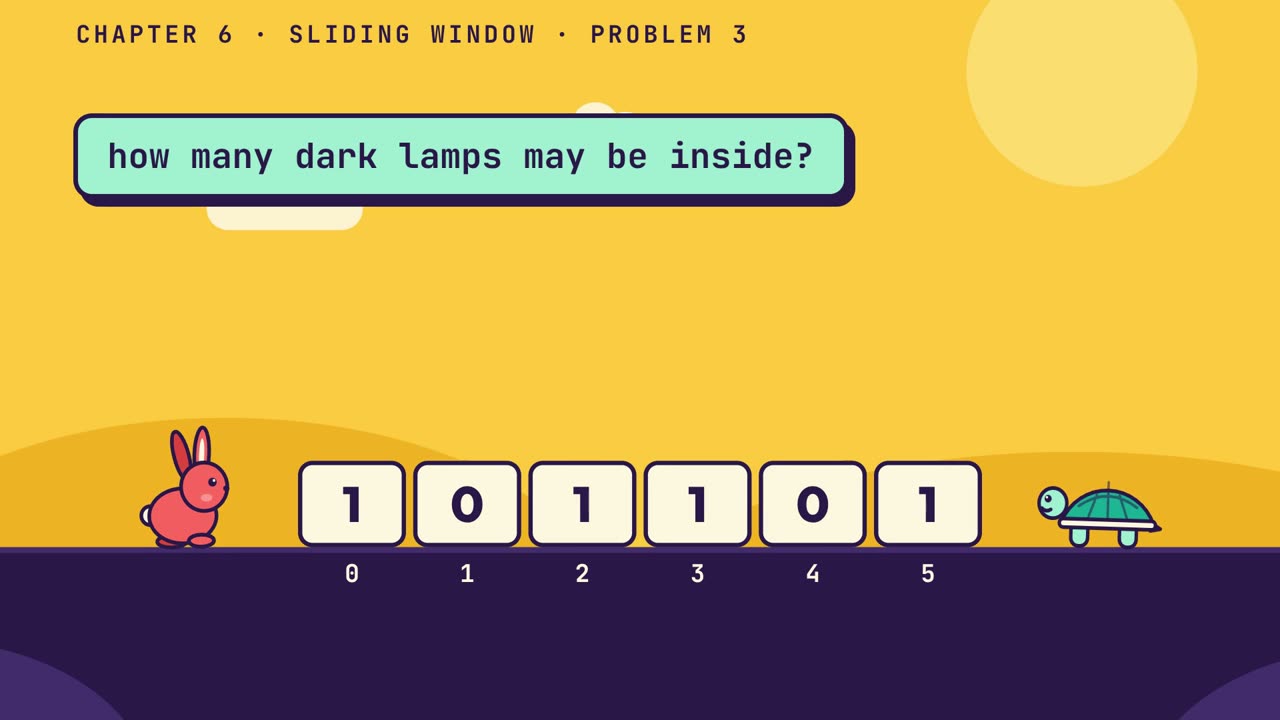 CHAPTER 6 · SLIDING WINDOW · PROBLEM 3
how many dark lamps may be inside?
1 0 1 1 0 1
0 1 2 3 4 5